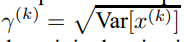 γ^(k) = √Var[x^(k)]